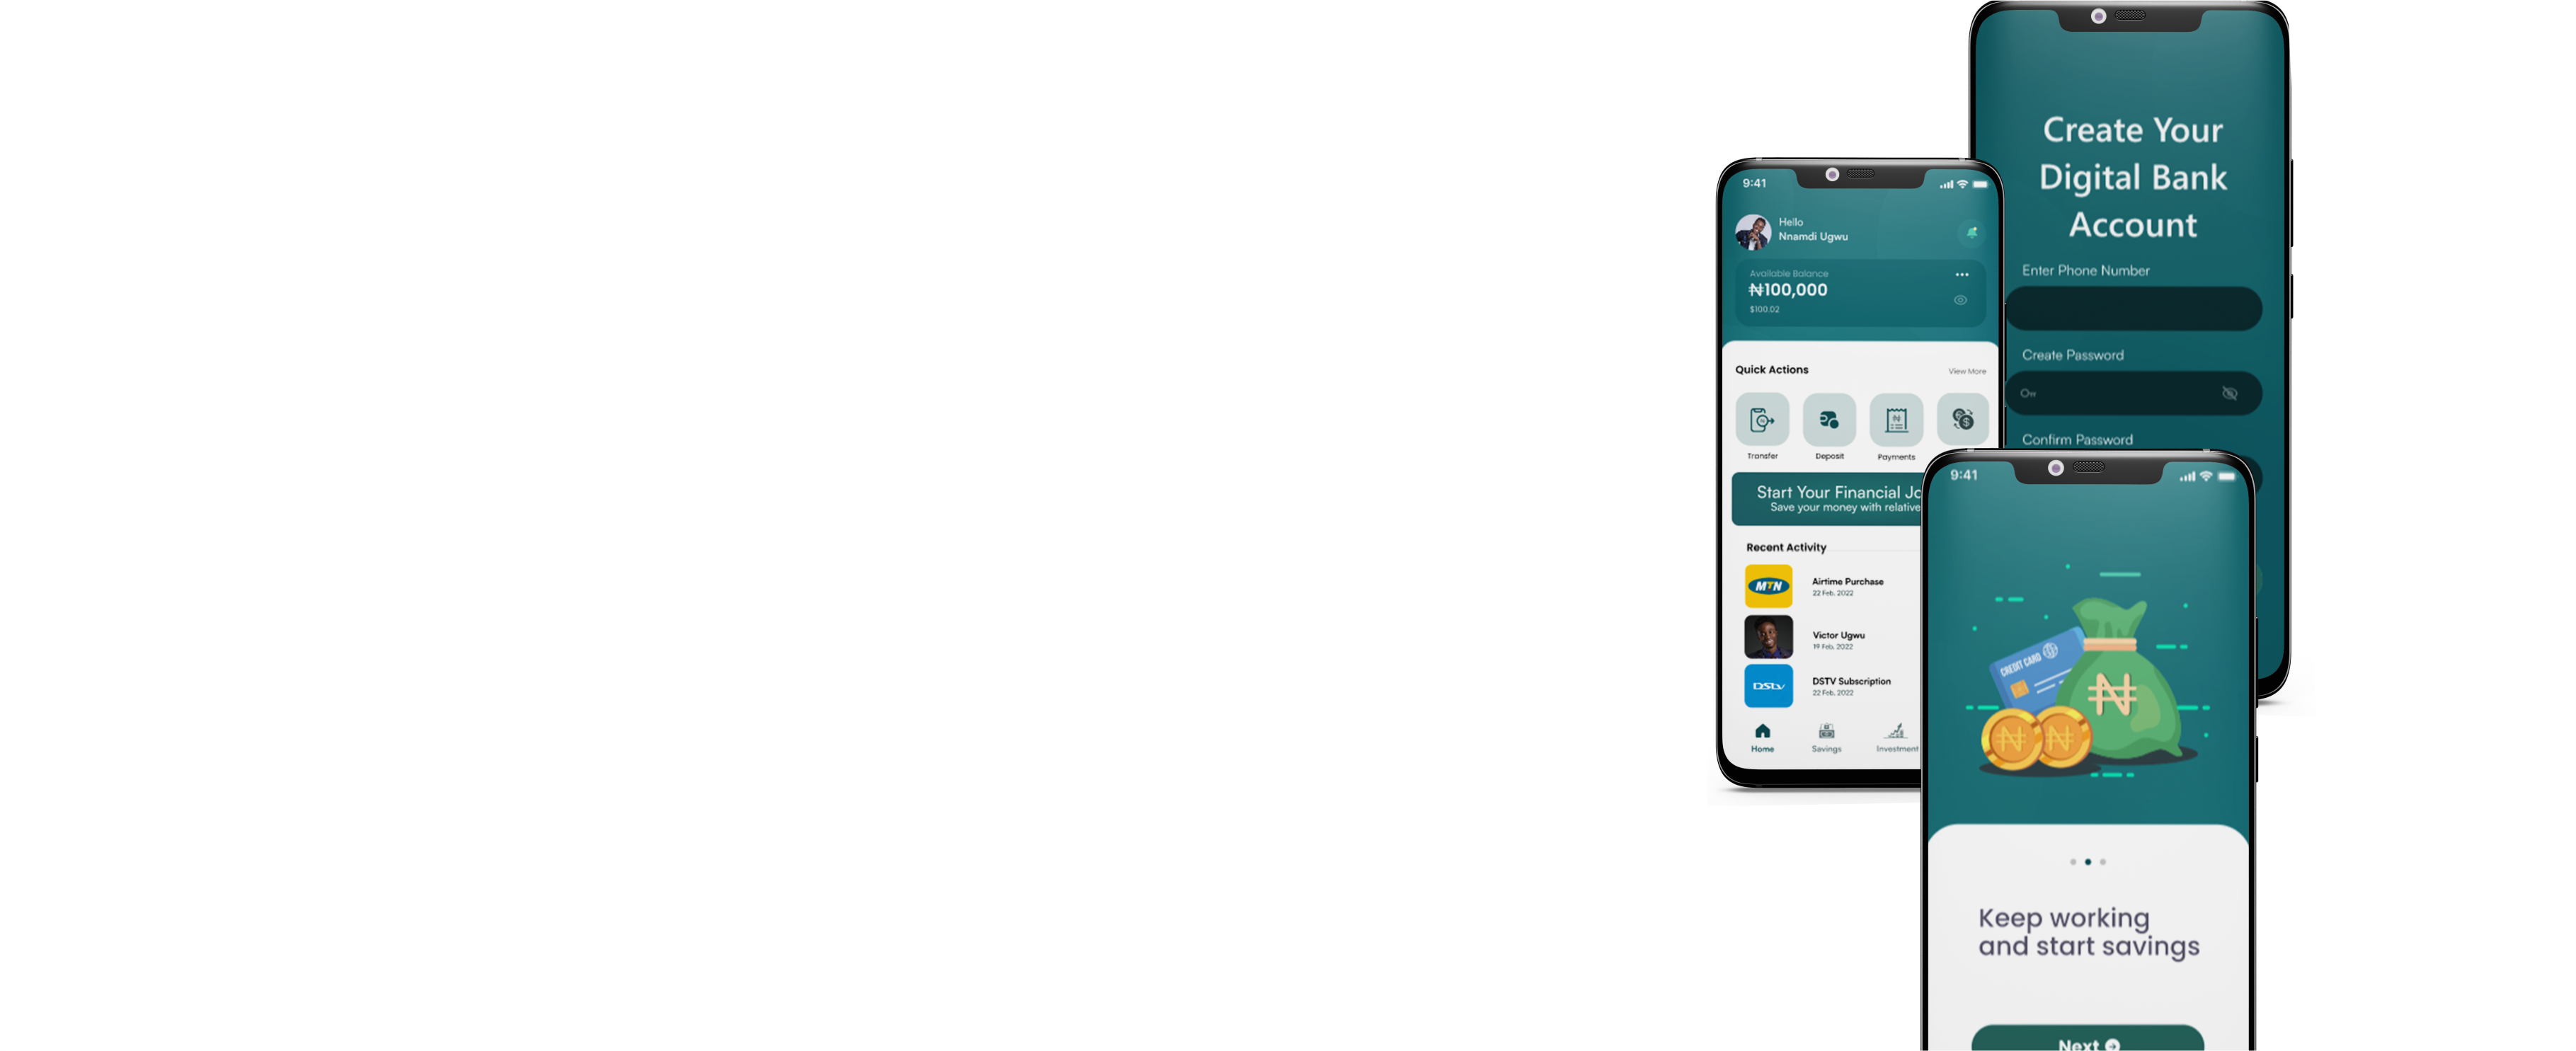 Create Your
Digital Bank
Account
Enter Phone Number
Create Password
Confirm Password
9:41
Hello
Nnamdi Ugwu
Available Balance
₦100,000
$100.02
Quick Actions
View More
Transfer
Deposit
Payments
Start Your Financial Jo
Save your money with relative
Recent Activity
MTN
Airtime Purchase
22 Feb, 2022
Victor Ugwu
19 Feb, 2022
DStv
DSTV Subscription
22 Feb, 2022
Home
Savings
Investment
9:41
CREDIT CARD
₦
₦
₦
Keep working
and start savings
Next